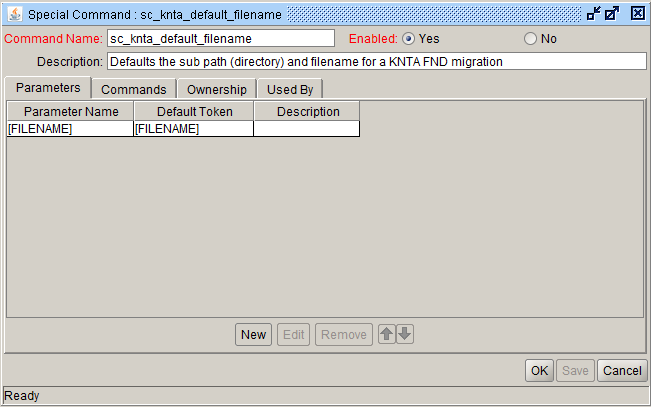 Special Command : sc_knta_default_filename
Command Name: sc_knta_default_filename Enabled: Yes No
Description: Defaults the sub path (directory) and filename for a KNTA FND migration
Parameters Commands Ownership Used By
Parameter Name Default Token Description
[FILENAME] [FILENAME]
New Edit Remove
OK Save Cancel
Ready